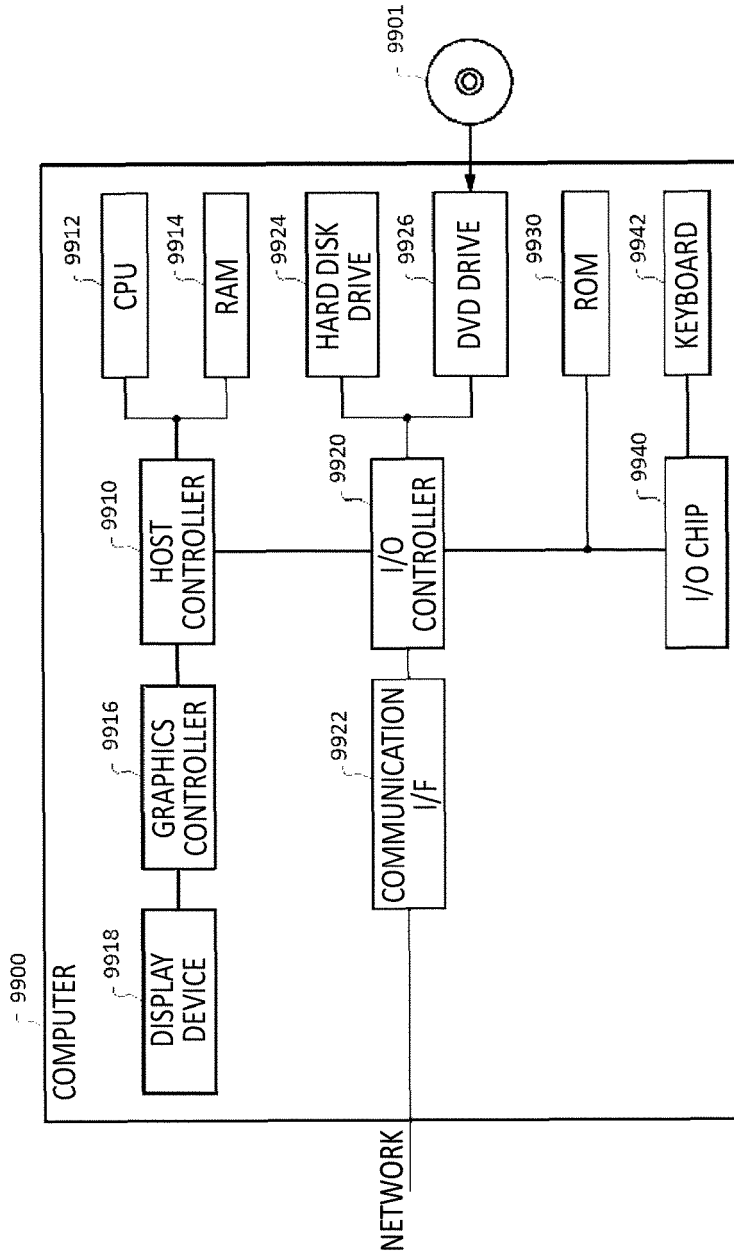 9900
COMPUTER
9918
DISPLAY
DEVICE
9916
GRAPHICS
CONTROLLER
9910
HOST
CONTROLLER
9912
CPU
9914
RAM
NETWORK
9922
COMMUNICATION
I/F
9920
I/O
CONTROLLER
9924
HARD DISK
DRIVE
9926
DVD DRIVE
9901
9930
ROM
9940
I/O CHIP
9942
KEYBOARD